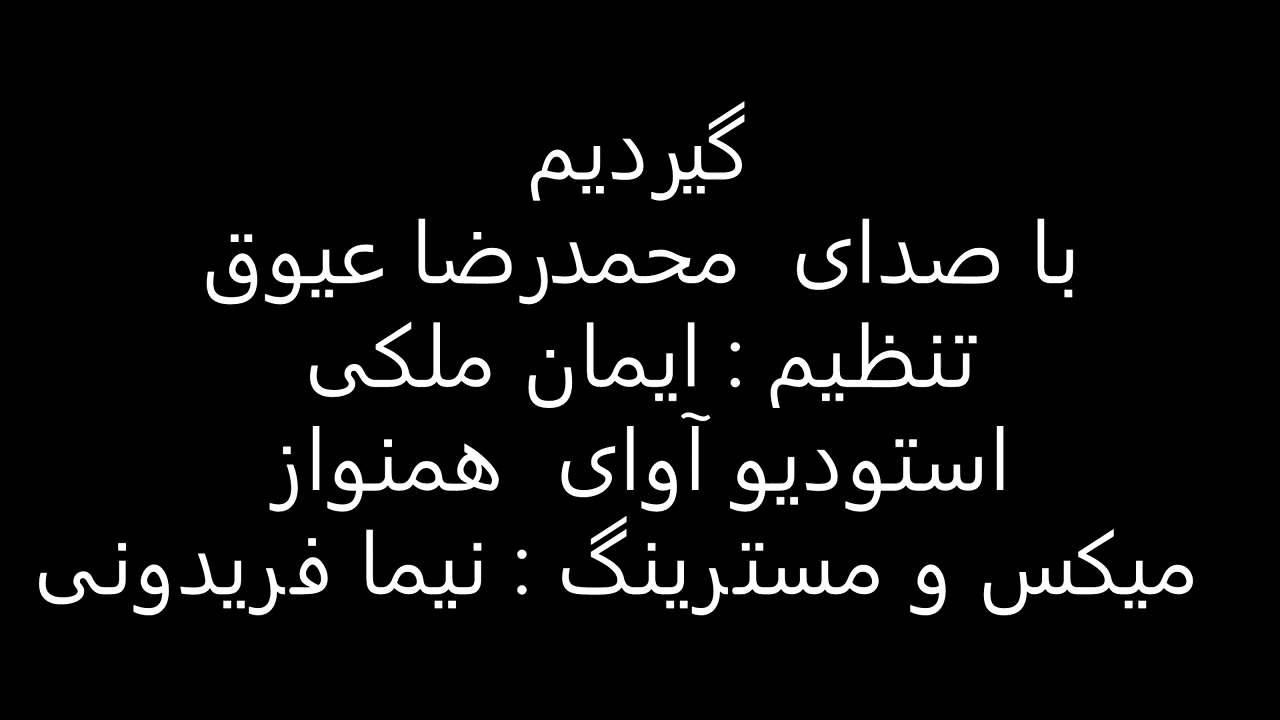 گیردیم
با صدای محمدرضا عیوق
تنظیم : ایمان ملکی
استودیو آوای همنواز
میکس و مسترینگ : نیما فریدونی